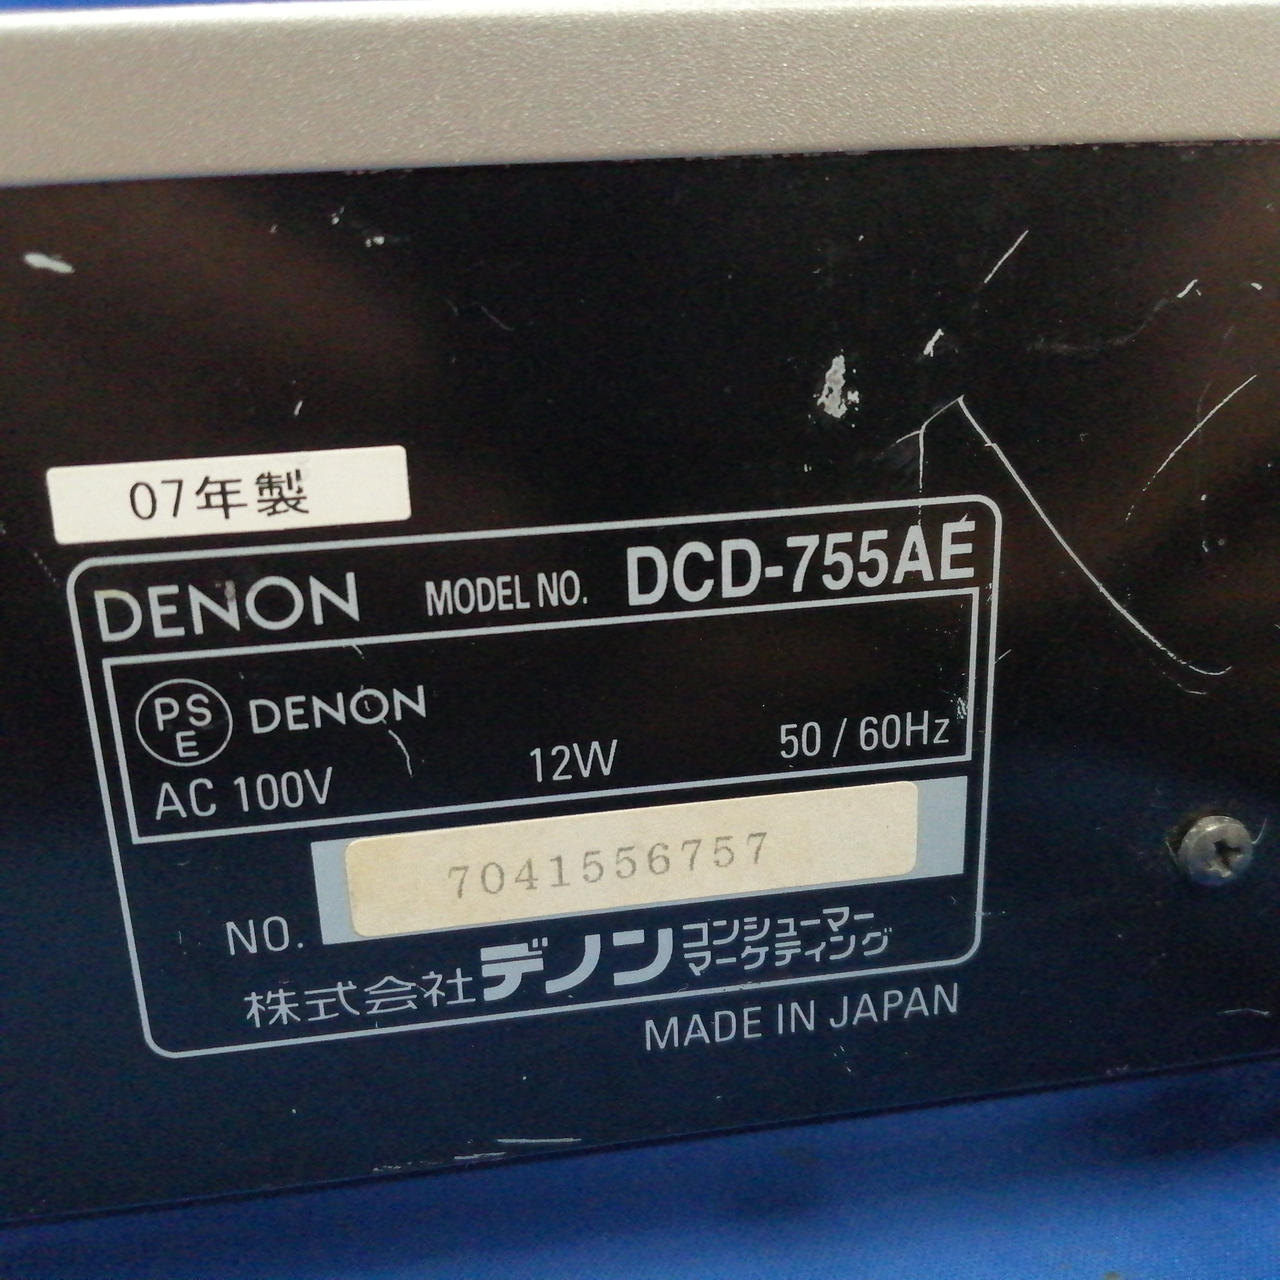 07年製
DENON MODEL NO. DCD-755AE
PSE DENON
AC 100V 12W 50 / 60Hz
7041556757
NO.
株式会社デノン コンシューマー マーケティング
MADE IN JAPAN